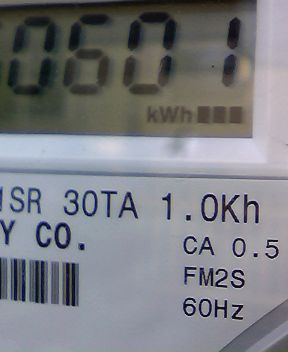 0601
kWh
1SR 30TA 1.0Kh
Y CO.
CA 0.5
FM2S
60Hz